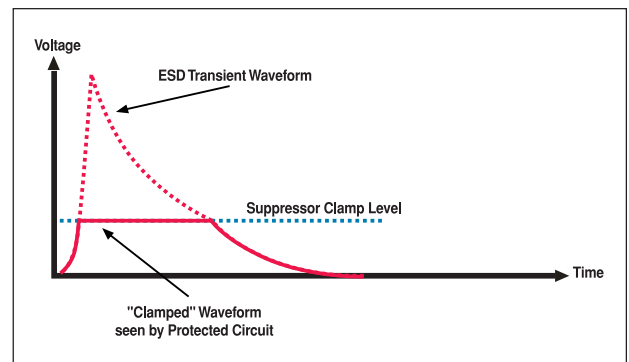 Voltage
ESD Transient Waveform
Suppressor Clamp Level
Time
"Clamped" Waveform
seen by Protected Circuit